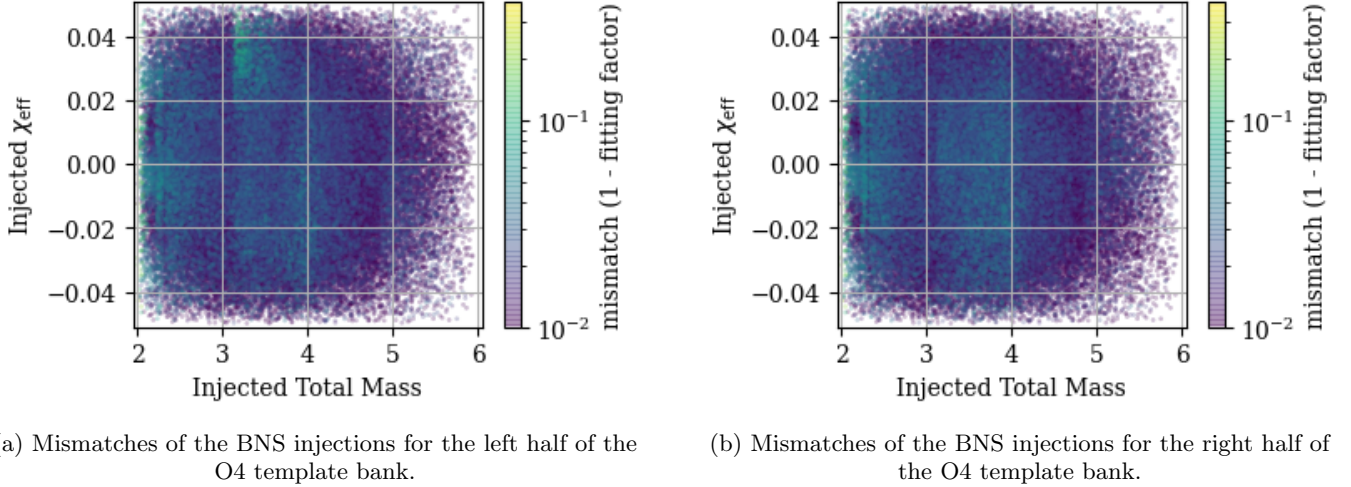 0.04
0.02
0.00
−0.02
−0.04
Injected χeff
2 3 4 5 6
Injected Total Mass
10⁻¹
10⁻²
mismatch (1 - fitting factor)
0.04
0.02
0.00
−0.02
−0.04
Injected χeff
2 3 4 5 6
Injected Total Mass
10⁻¹
10⁻²
mismatch (1 - fitting factor)
a) Mismatches of the BNS injections for the left half of the
O4 template bank.
(b) Mismatches of the BNS injections for the right half of
the O4 template bank.